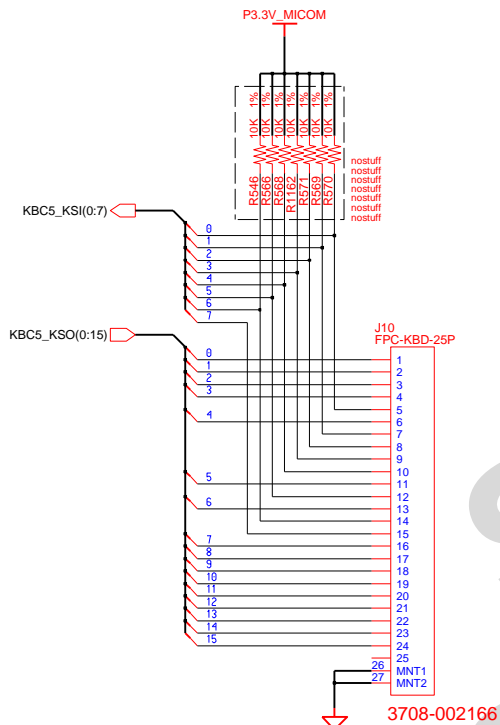 P3.3V_MICOM
10K 1%
10K 1%
10K 1%
10K 1%
10K 1%
10K 1%
10K 1%
R546
R566
R568
R1162
R571
R569
R570
nostuff
nostuff
nostuff
nostuff
nostuff
nostuff
nostuff
KBC5_KSI(0:7)
0
1
2
3
4
5
6
7
KBC5_KSO(0:15)
0
1
2
3
4
5
6
7
8
9
10
11
12
13
14
15
J10
FPC-KBD-25P
1
2
3
4
5
6
7
8
9
10
11
12
13
14
15
16
17
18
19
20
21
22
23
24
25
26 MNT1
27 MNT2
3708-002166